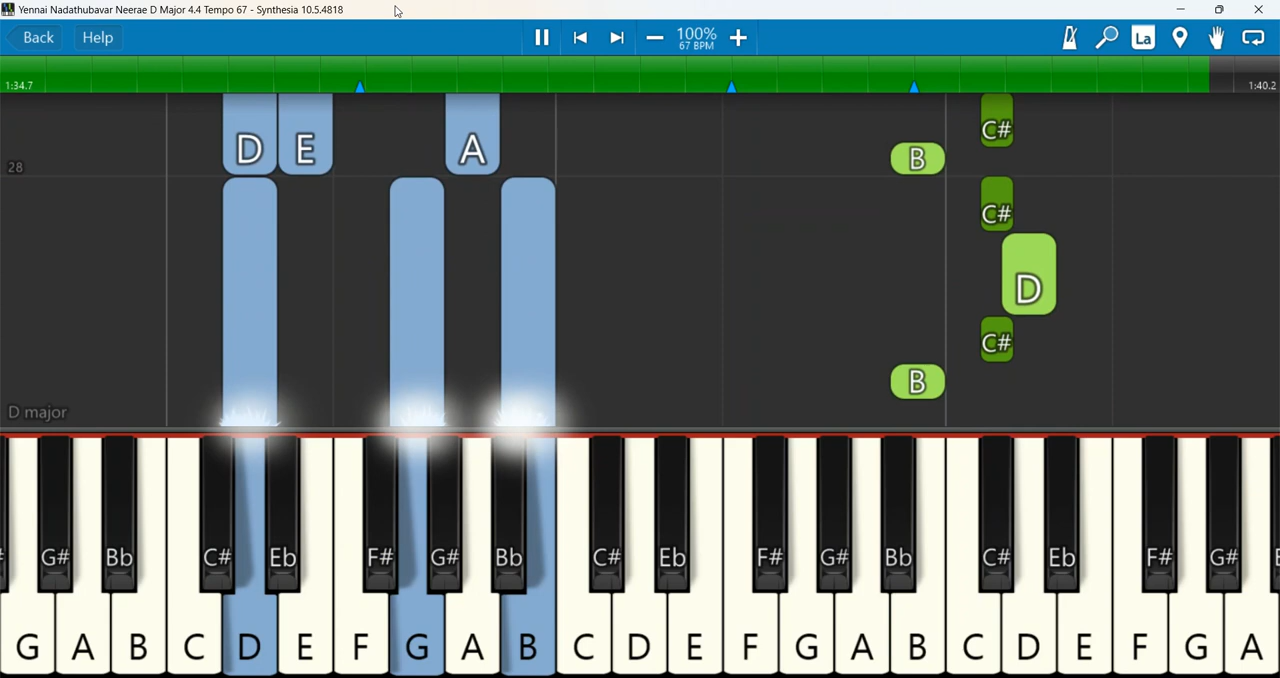 Yennai Nadathubavar Neerae D Major 4.4 Tempo 67 - Synthesia 10.5.4818
Back Help 100% La
67 BPM
1:34.7 1:40.2
C#
D E A B
28
C#
D
C#
B
D major
G# Bb C# Eb F# G# Bb C# Eb F# G# Bb C# Eb F# G#
G A B C D E F G A B C D E F G A B C D E F G A